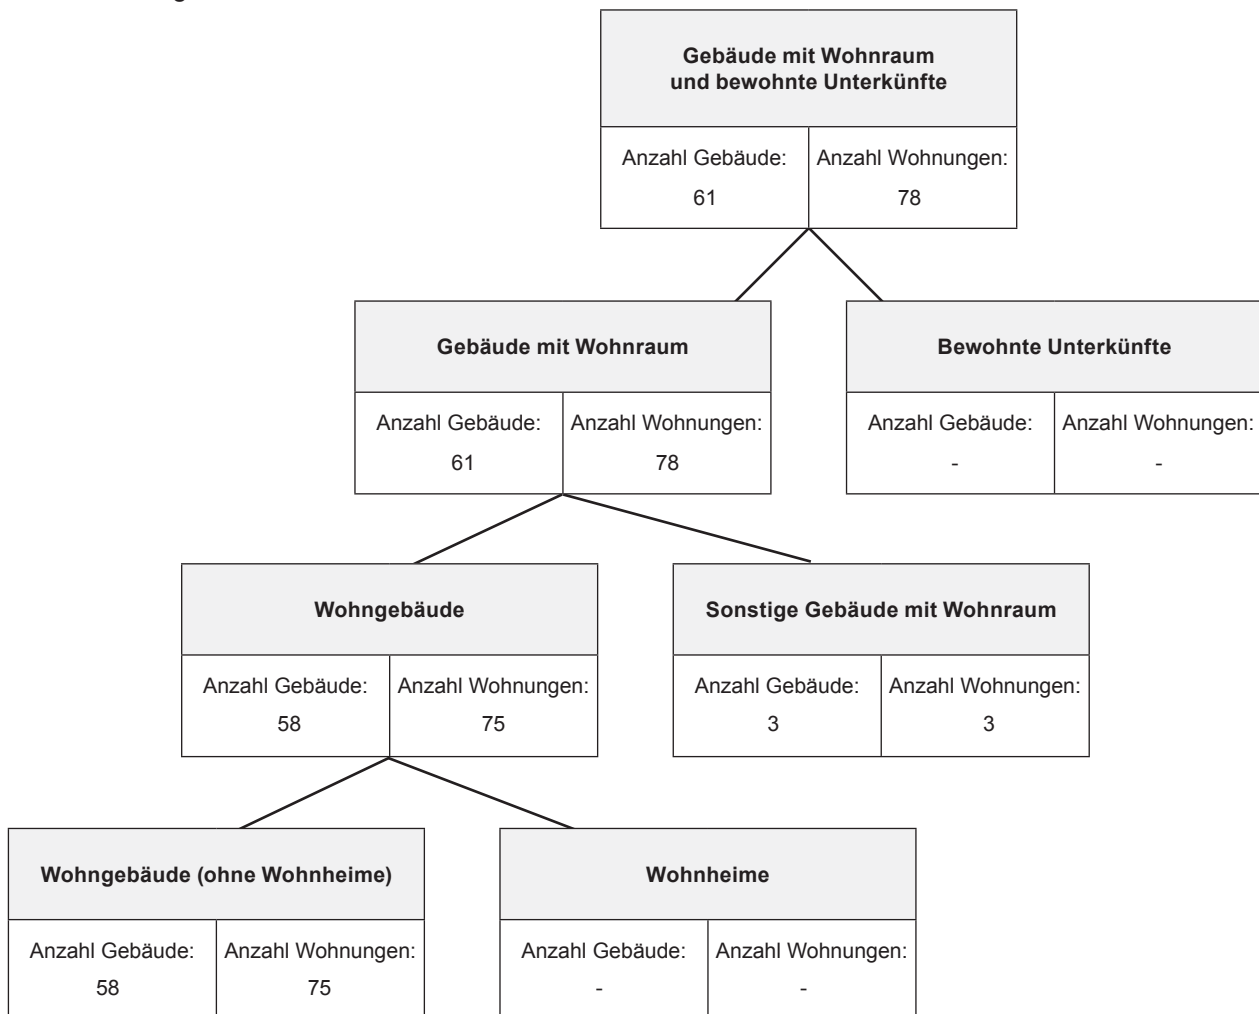 Gebäude mit Wohnraum
und bewohnte Unterkünfte
Anzahl Gebäude: Anzahl Wohnungen:
61 78
Gebäude mit Wohnraum
Anzahl Gebäude: Anzahl Wohnungen:
61 78
Bewohnte Unterkünfte
Anzahl Gebäude: Anzahl Wohnungen:
- -
Wohngebäude
Anzahl Gebäude: Anzahl Wohnungen:
58 75
Sonstige Gebäude mit Wohnraum
Anzahl Gebäude: Anzahl Wohnungen:
3 3
Wohngebäude (ohne Wohnheime)
Anzahl Gebäude: Anzahl Wohnungen:
58 75
Wohnheime
Anzahl Gebäude: Anzahl Wohnungen:
- -